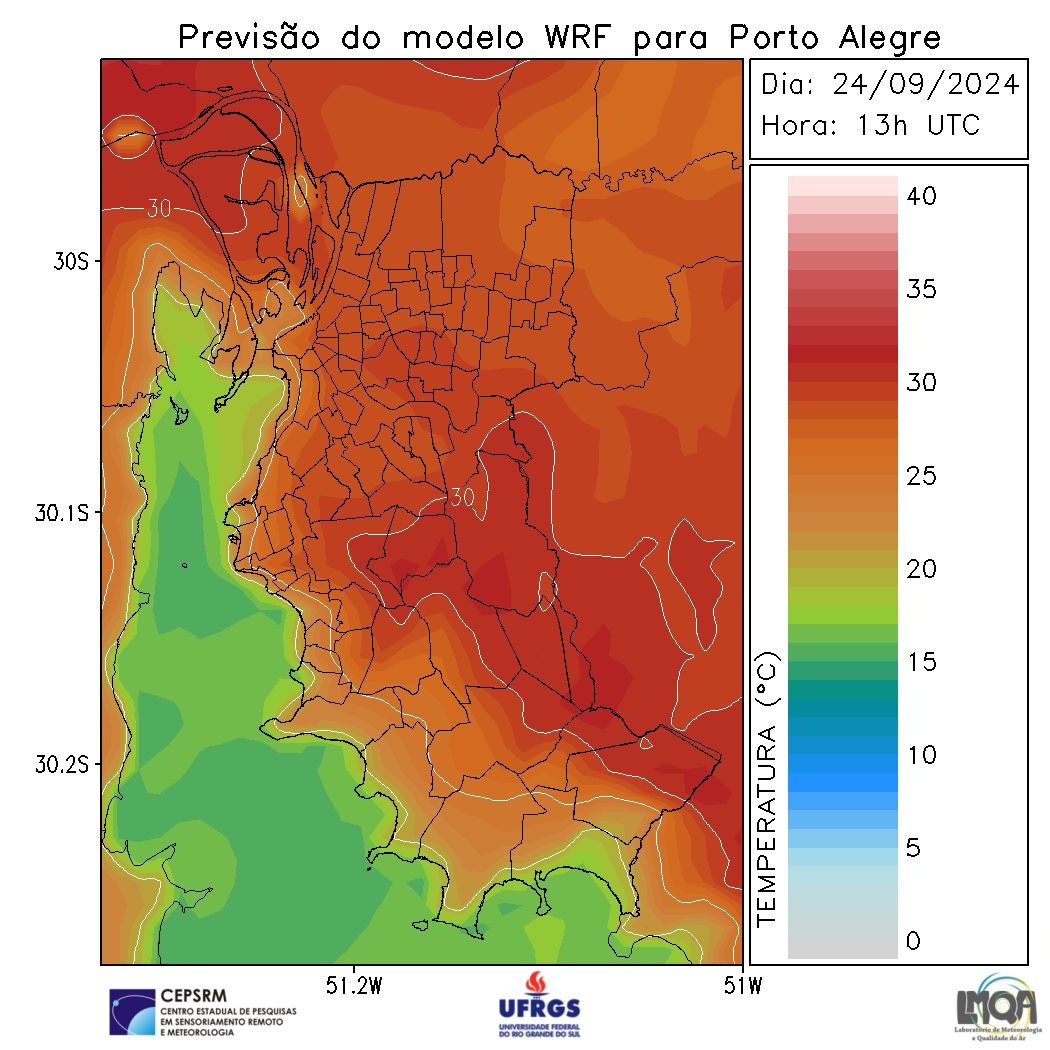 Previsão do modelo WRF para Porto Alegre
Dia: 24/09/2024
Hora: 13h UTC
30
30
30S
30.1S
30.2S
51.2W
51W
40
35
30
25
20
15
10
5
0
TEMPERATURA (°C)
CEPSRM
CENTRO ESTADUAL DE PESQUISAS
EM SENSORIAMENTO REMOTO
E METEOROLOGIA
UFRGS
UNIVERSIDADE FEDERAL
DO RIO GRANDE DO SUL
LMQA
Laboratório de Meteorologia
e Qualidade do Ar